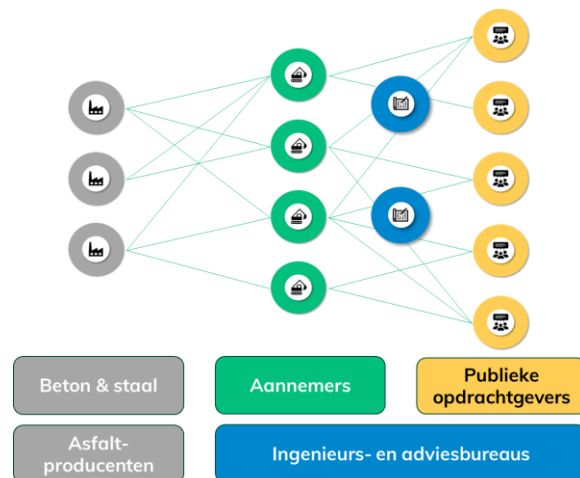 Beton & staal
Aannemers
Publieke
opdrachtgevers
Asfalt-
producenten
Ingenieurs- en adviesbureaus